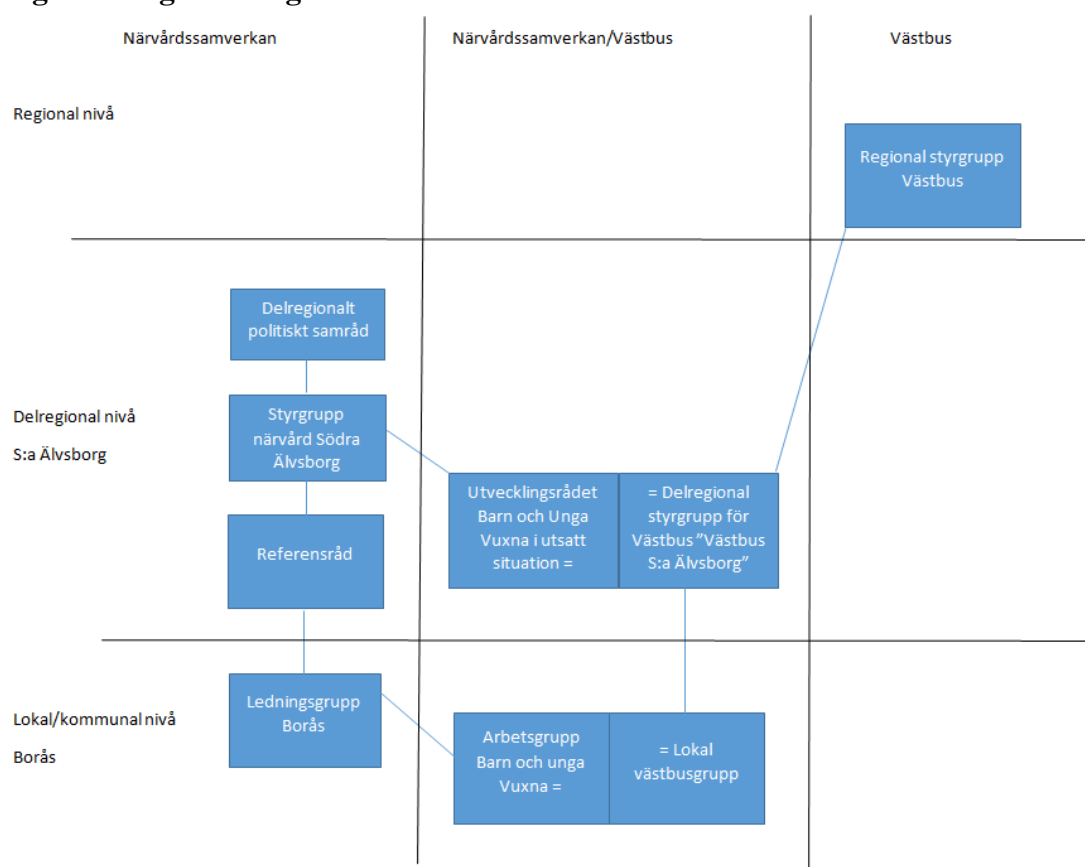 Närvårdssamverkan
Närvårdssamverkan/Västbus
Västbus
Regional nivå
Regional styrgrupp
Västbus
Delregionalt
politiskt samråd
Delregional nivå
S:a Älvsborg
Styrgrupp
närvård Södra
Älvsborg
Utvecklingsrådet
Barn och Unga
Vuxna i utsatt
situation =
= Delregional
styrgrupp för
Västbus ”Västbus
S:a Älvsborg”
Referensråd
Lokal/kommunal nivå
Borås
Ledningsgrupp
Borås
Arbetsgrupp
Barn och unga
Vuxna =
= Lokal
västbusgrupp